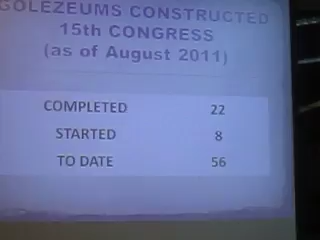 GOLEZEUMS CONSTRUCTED
15th CONGRESS
(as of August 2011)
COMPLETED 22
STARTED 8
TO DATE 56